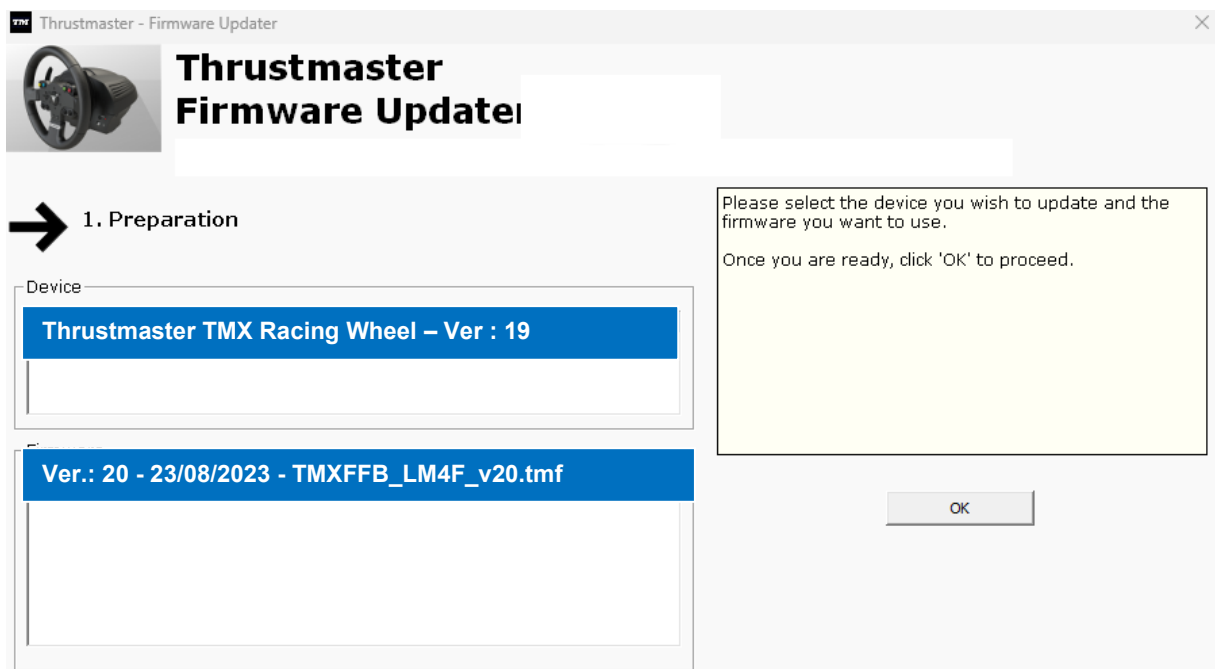 Thrustmaster - Firmware Updater
Thrustmaster
Firmware Updater
1. Preparation
Please select the device you wish to update and the
firmware you want to use.
Once you are ready, click 'OK' to proceed.
Device
Thrustmaster TMX Racing Wheel – Ver : 19
Ver.: 20 - 23/08/2023 - TMXFFB_LM4F_v20.tmf
OK